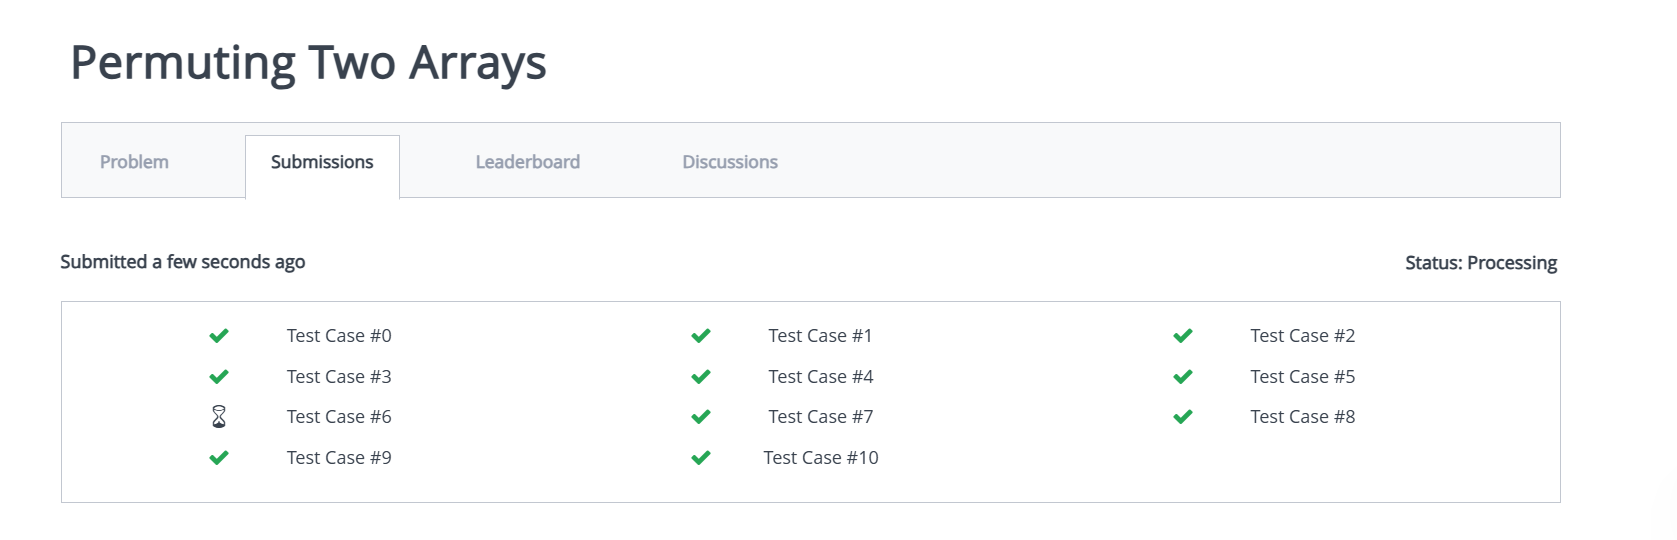 Permuting Two Arrays
Problem Submissions Leaderboard Discussions
Submitted a few seconds ago Status: Processing
Test Case #0 Test Case #1 Test Case #2
Test Case #3 Test Case #4 Test Case #5
Test Case #6 Test Case #7 Test Case #8
Test Case #9 Test Case #10